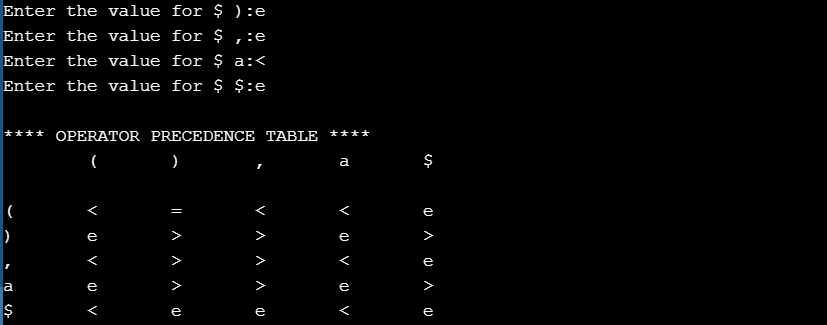 Enter the value for $ ):e
Enter the value for $ ,:e
Enter the value for $ a:<
Enter the value for $ $:e
**** OPERATOR PRECEDENCE TABLE ****
( ) , a $
( < = < < e
) e > > e >
, < > > < e
a e > > e >
$ < e e < e